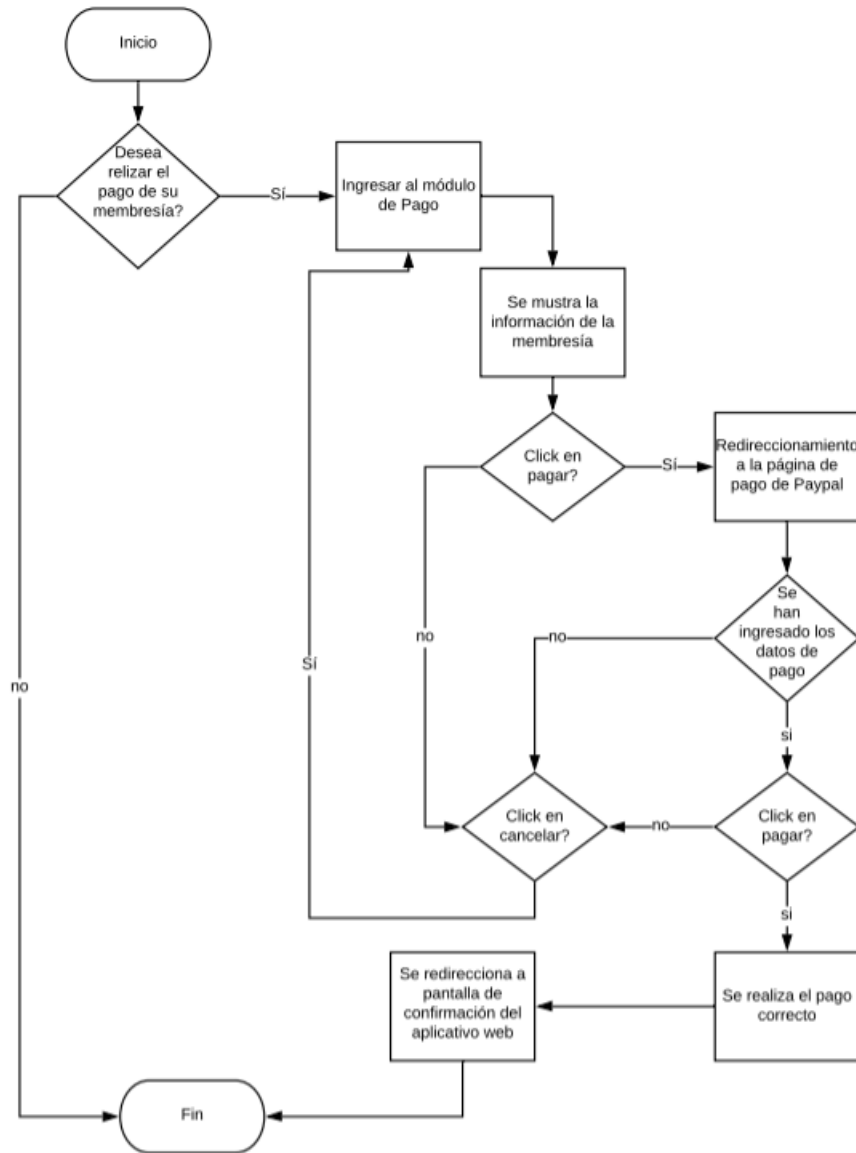 Inicio
Desea
relizar el
pago de su
membresía?
Sí
Ingresar al módulo
de Pago
Se mustra la
información de la
membresía
Click en
pagar?
Sí
Redireccionamiento
a la página de
pago de Paypal
Se
han
ingresado los
datos de
pago
no
no
Sí
no
si
Click en
cancelar?
no
Click en
pagar?
si
Se redirecciona a
pantalla de
confirmación del
aplicativo web
Se realiza el pago
correcto
Fin